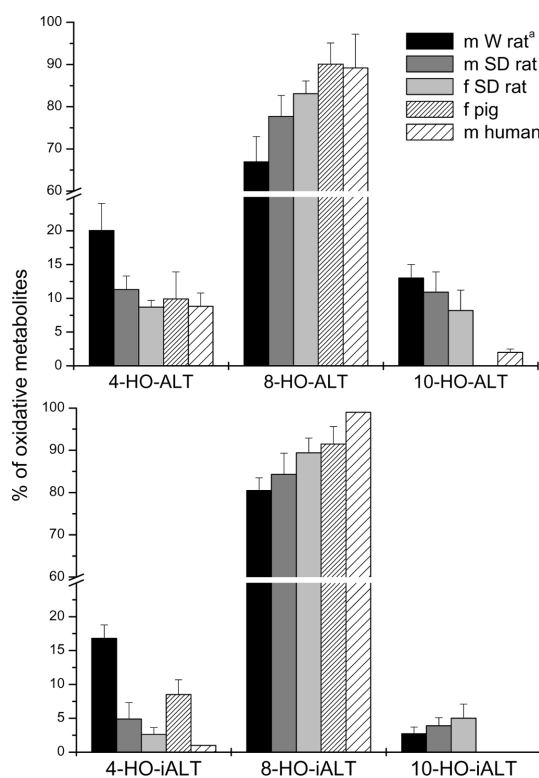 % of oxidative metabolites
100
90
80
70
60
20
15
10
5
0
m W rat^a
m SD rat
f SD rat
f pig
m human
4-HO-ALT 8-HO-ALT 10-HO-ALT
100
90
80
70
60
20
15
10
5
0
4-HO-iALT 8-HO-iALT 10-HO-iALT